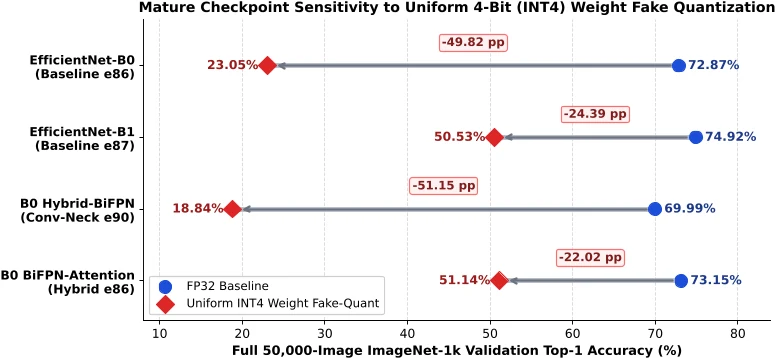 Mature Checkpoint Sensitivity to Uniform 4-Bit (INT4) Weight Fake Quantization
EfficientNet-B0
(Baseline e86)
23.05%
-49.82 pp
72.87%
EfficientNet-B1
(Baseline e87)
50.53%
-24.39 pp
74.92%
B0 Hybrid-BiFPN
(Conv-Neck e90)
18.84%
-51.15 pp
69.99%
B0 BiFPN-Attention
(Hybrid e86)
51.14%
-22.02 pp
73.15%
FP32 Baseline
Uniform INT4 Weight Fake-Quant
10 20 30 40 50 60 70 80
Full 50,000-Image ImageNet-1k Validation Top-1 Accuracy (%)